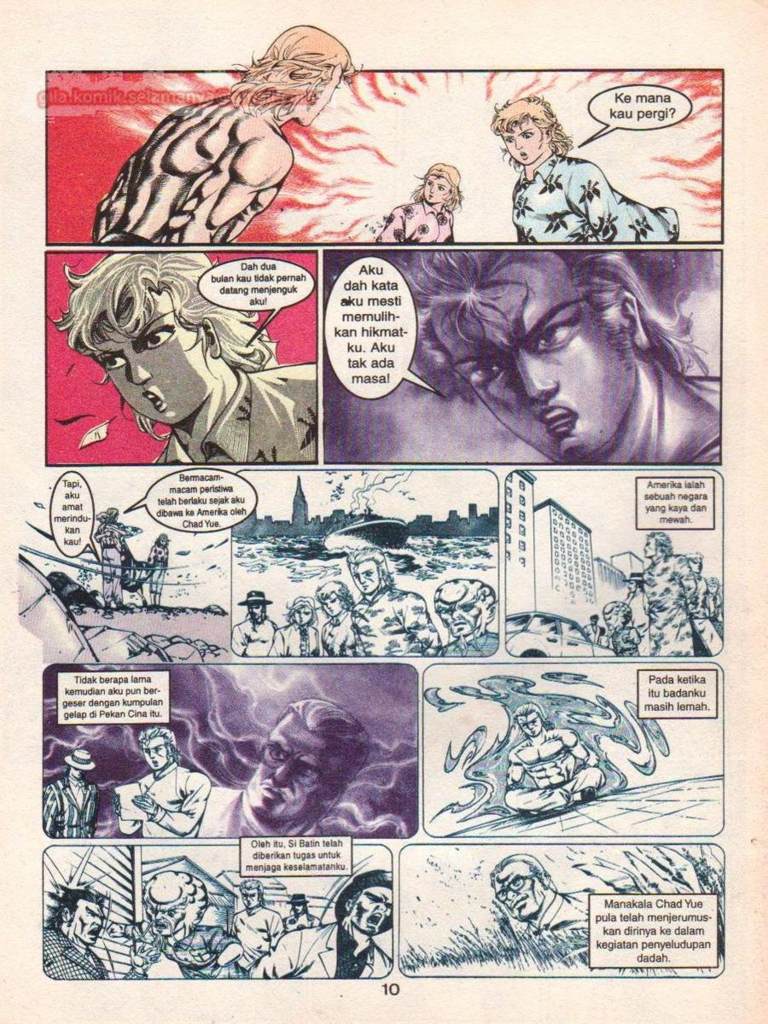 gila.komik.seizman
Ke mana
kau pergi?
Dah dua
bulan kau tidak pernah
datang menjenguk
aku!
Aku
dah kata
aku mesti
memulih-
kan hikmat-
ku. Aku
tak ada
masa!
Tapi,
aku
amat
merindu-
kan
kau!
Bermacam-
macam peristiwa
telah berlaku sejak aku
dibawa ke Amerika oleh
Chad Yue.
Amerika ialah
sebuah negara
yang kaya dan
mewah.
Tidak berapa lama
kemudian aku pun ber-
geser dengan kumpulan
gelap di Pekan Cina itu.
Pada ketika
itu badanku
masih lemah.
Oleh itu, Si Batin telah
diberikan tugas untuk
menjaga keselamatanku.
Manakala Chad Yue
pula telah menjerumus-
kan dirinya ke dalam
kegiatan penyeludupan
dadah.
10